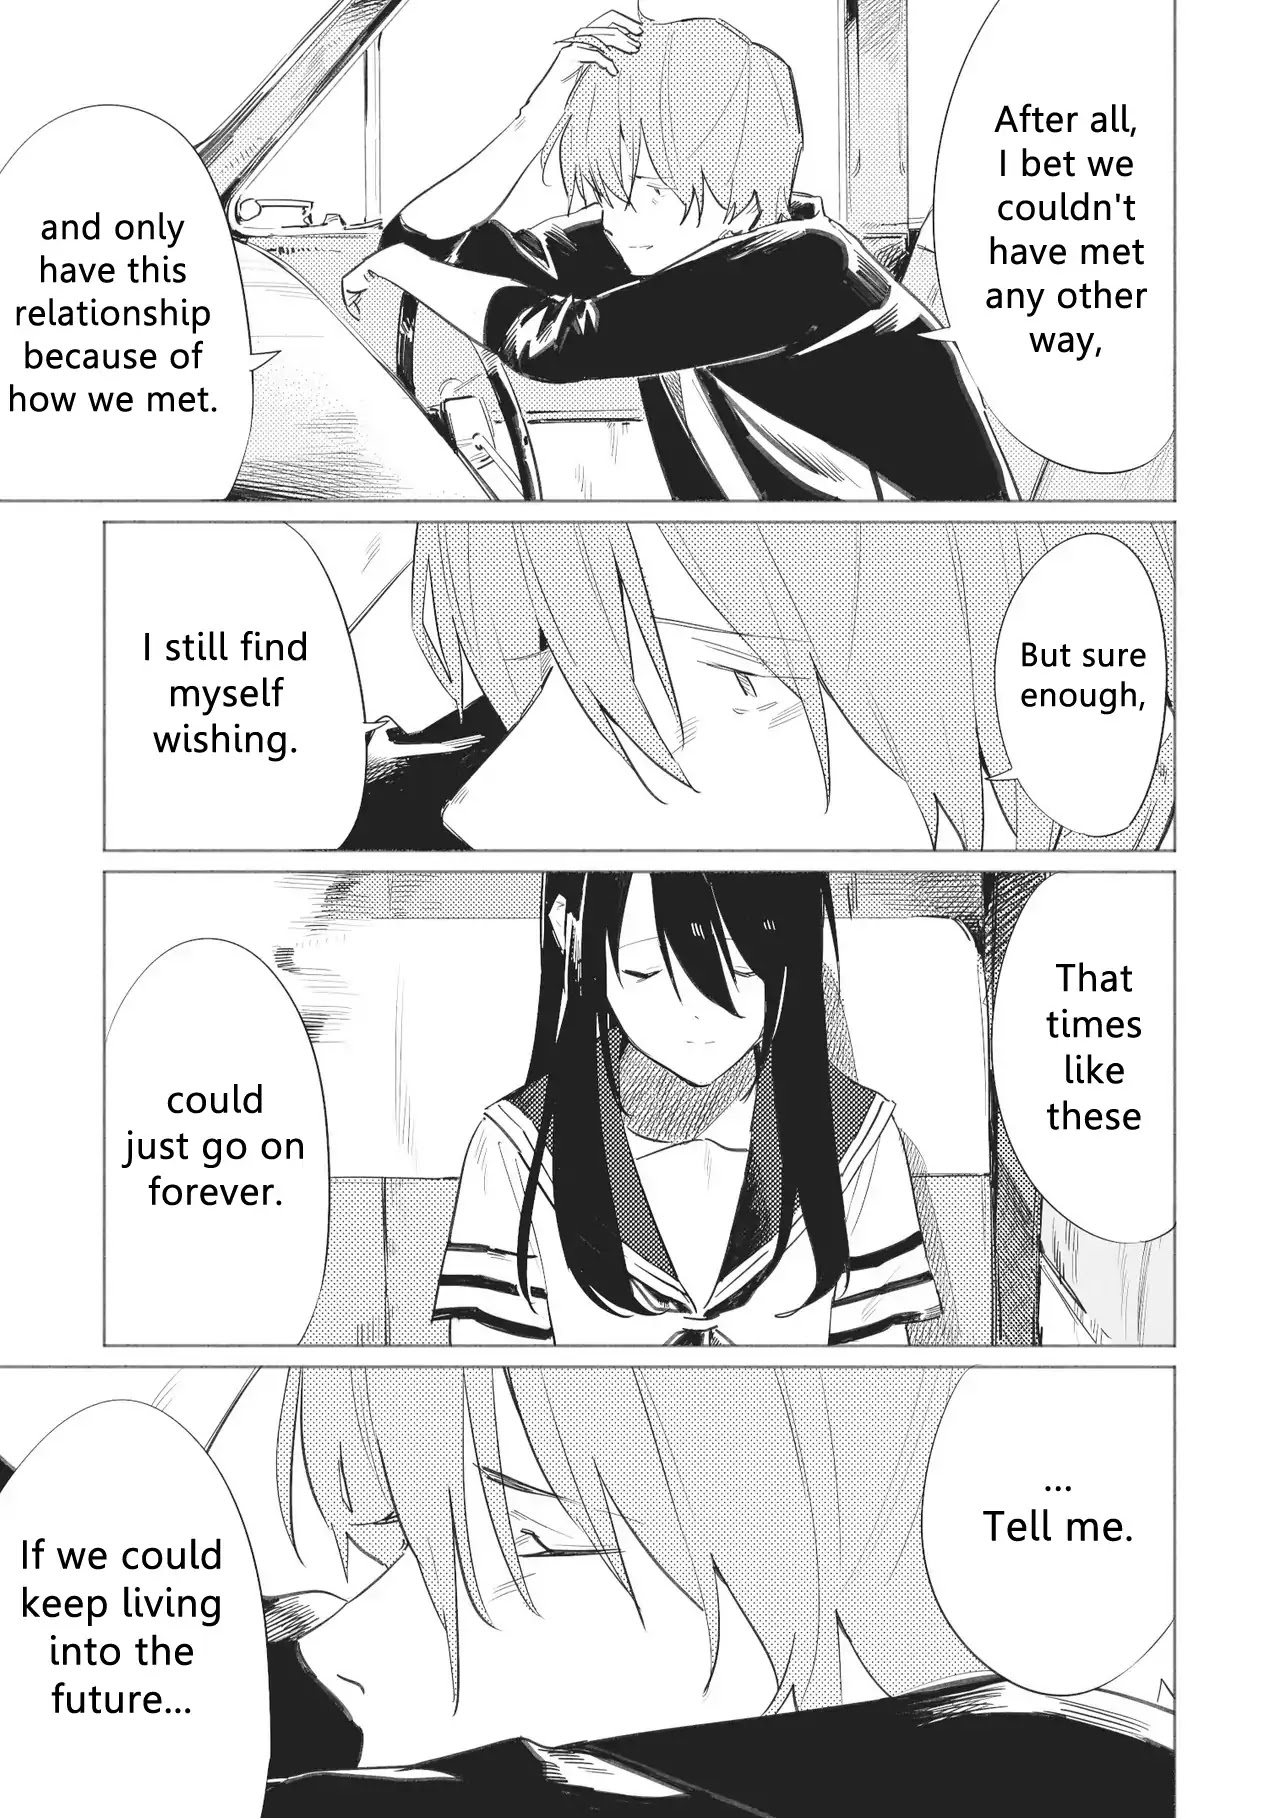 After all,
I bet we
couldn't
have met
any other
way,
and only
have this
relationship
because of
how we met.
But sure
enough,
I still find
myself
wishing.
That
times
like
these
could
just go on
forever.
...
Tell me.
If we could
keep living
into the
future...